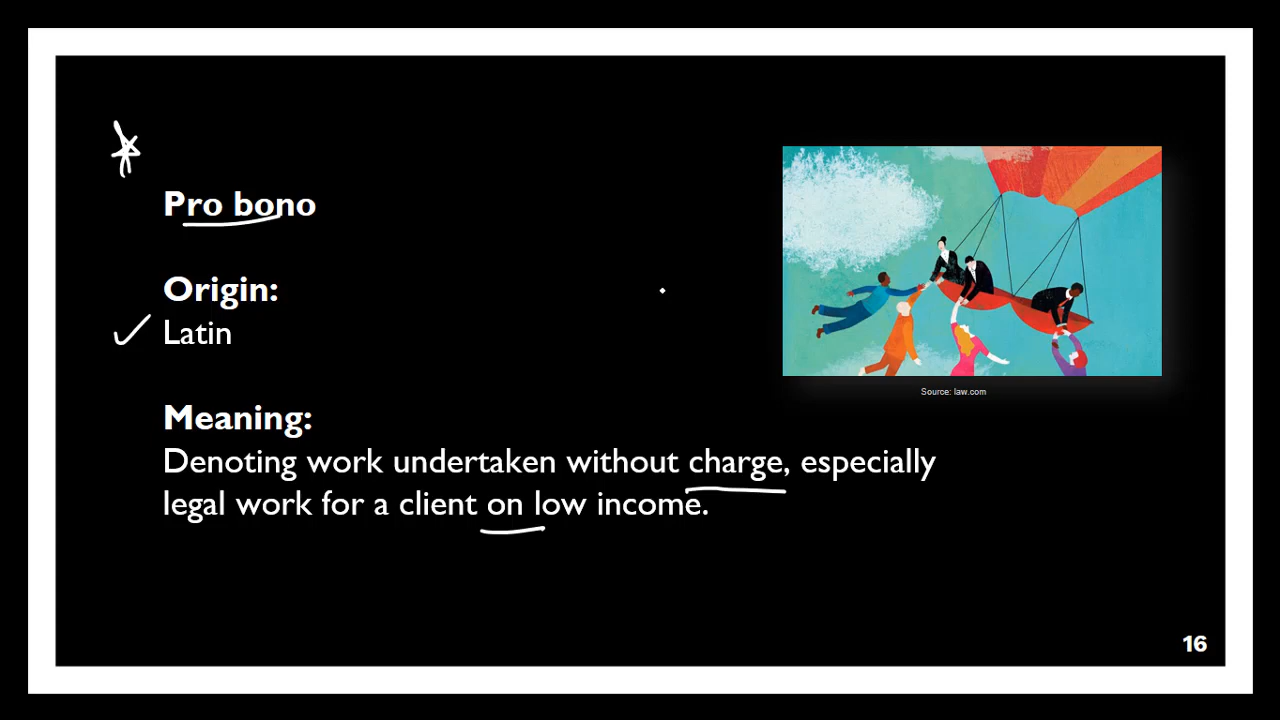 Pro bono
Origin:
Latin
Meaning:
Denoting work undertaken without charge, especially
legal work for a client on low income.
Source: law.com
16